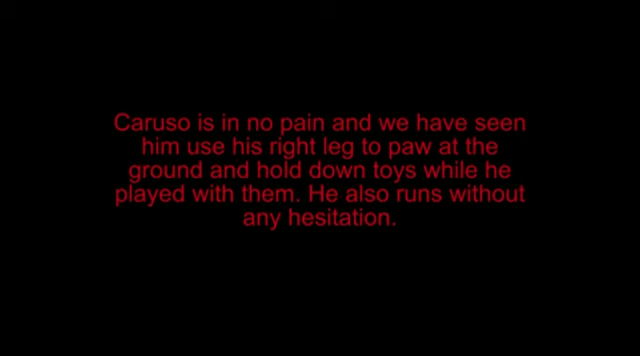 Caruso is in no pain and we have seen
him use his right leg to paw at the
ground and hold down toys while he
played with them. He also runs without
any hesitation.